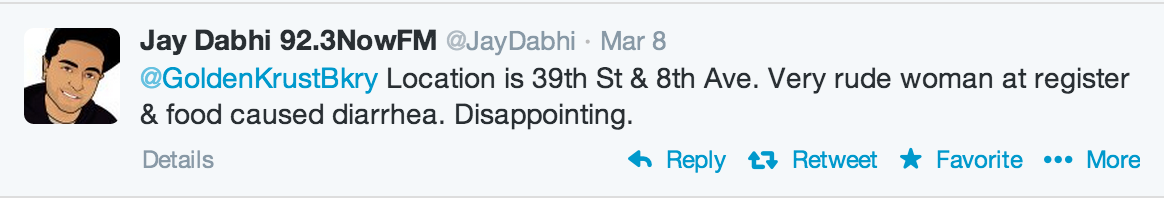 Jay Dabhi 92.3NowFM @JayDabhi · Mar 8
@GoldenKrustBkry Location is 39th St & 8th Ave. Very rude woman at register
& food caused diarrhea. Disappointing.
Details Reply Retweet Favorite More